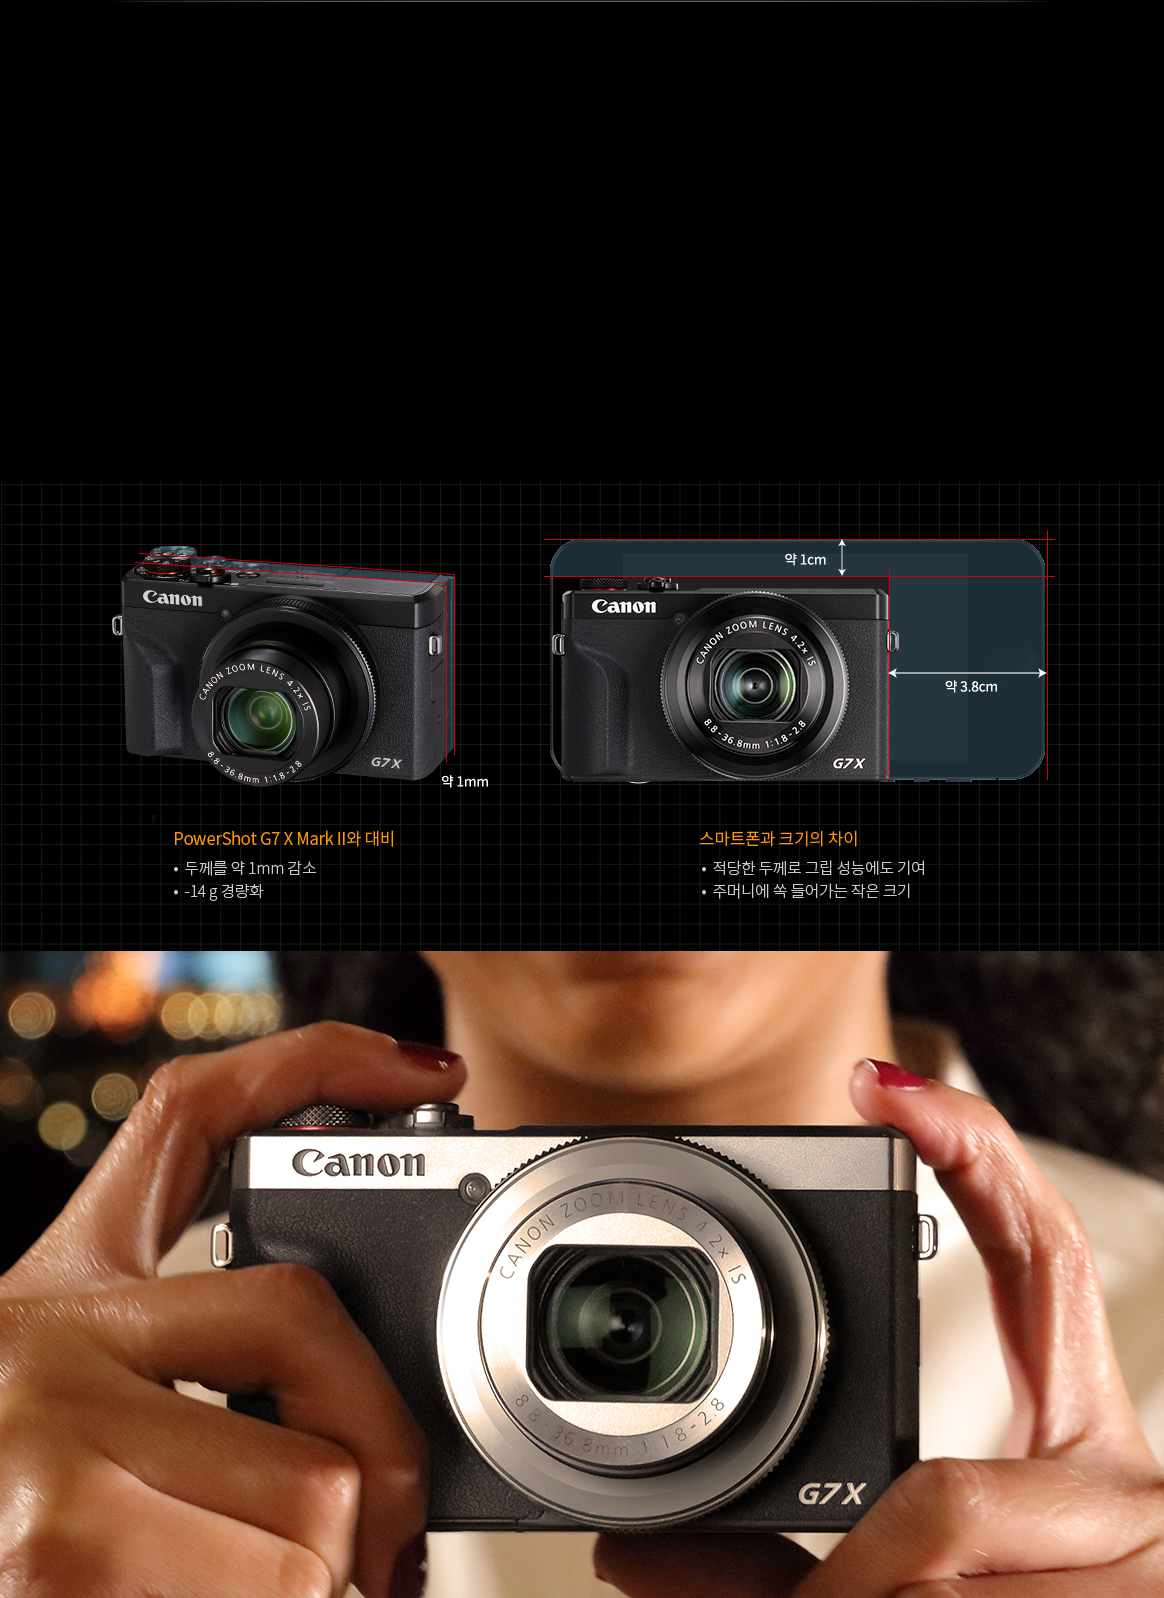 Canon
CANON ZOOM LENS 4.2x IS
8.8-36.8mm 1:1.8-2.8
G7X
약 1mm
약 1cm
Canon
CANON ZOOM LENS 4.2x IS
8.8-36.8mm 1:1.8-2.8
G7X
약 3.8cm
PowerShot G7 X Mark II와 대비
• 두께를 약 1mm 감소
• -14 g 경량화
스마트폰과 크기의 차이
• 적당한 두께로 그립 성능에도 기여
• 주머니에 쏙 들어가는 작은 크기
Canon
CANON ZOOM LENS 4.2x IS
8.8-36.8mm 1:1.8-2.8
G7X